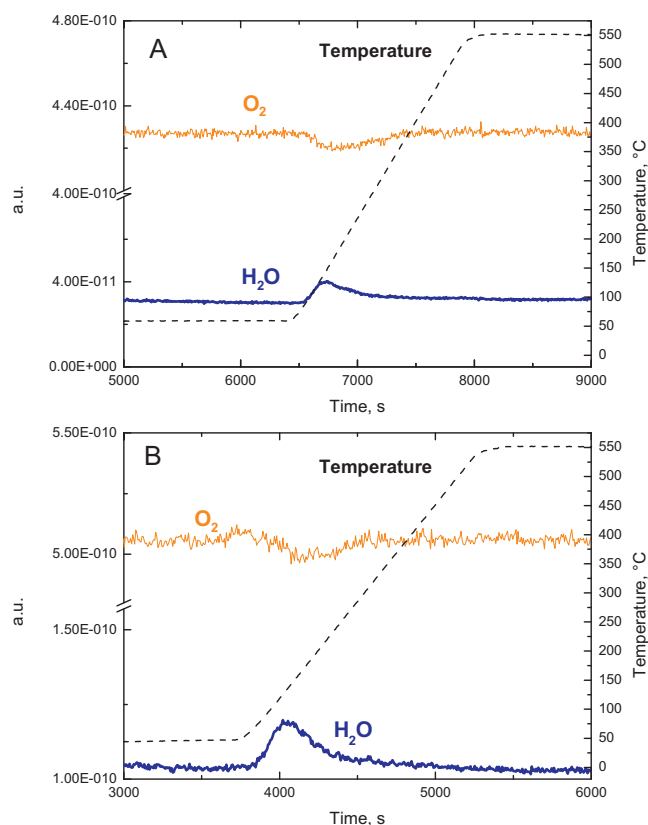 4.80E-010
A
Temperature
550
500
450
4.40E-010
O2
400
350
300
4.00E-010
250
200
150
4.00E-011
H2O
100
50
0
0.00E+000
a.u.
Temperature, °C
5000 6000 7000 8000 9000
Time, s
5.50E-010
B
Temperature
550
500
450
O2
400
5.00E-010
350
300
250
1.50E-010
200
150
100
H2O
50
0
1.00E-010
a.u.
Temperature, °C
3000 4000 5000 6000
Time, s